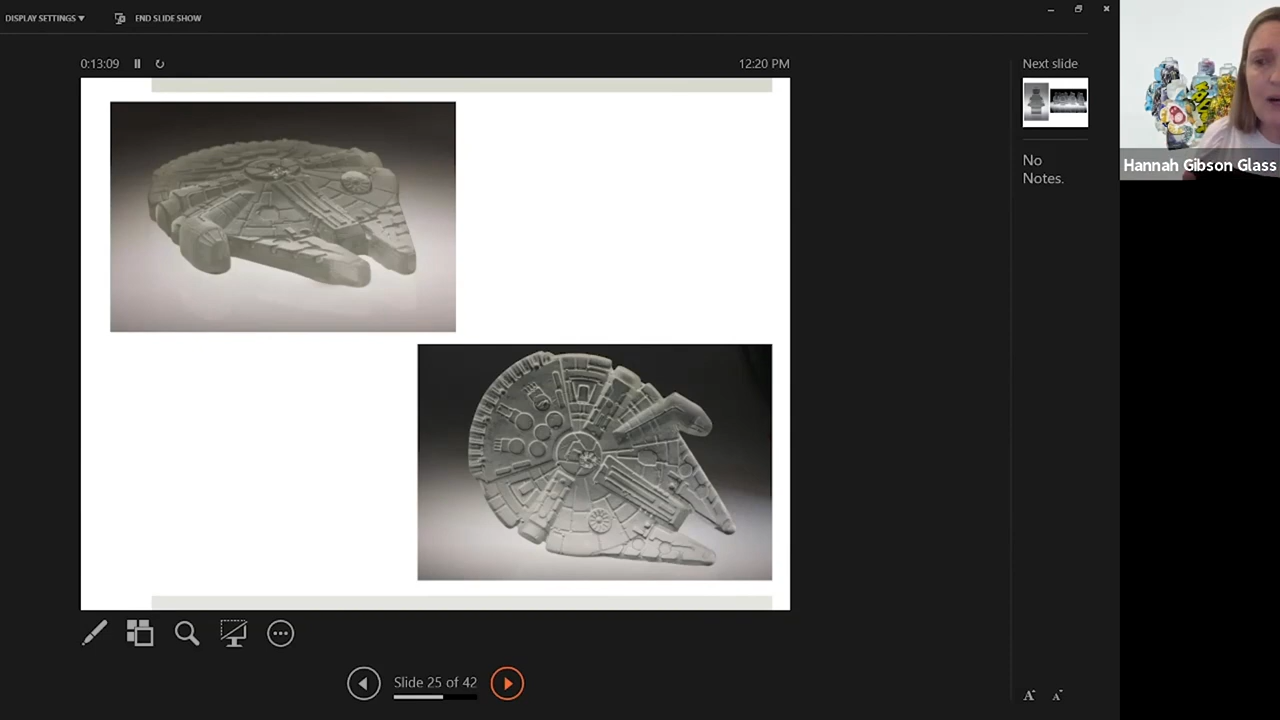 DISPLAY SETTINGS ▾
END SLIDE SHOW
0:13:09
12:20 PM
Next slide
No
Notes.
Hannah Gibson Glass
Slide 25 of 42
A A